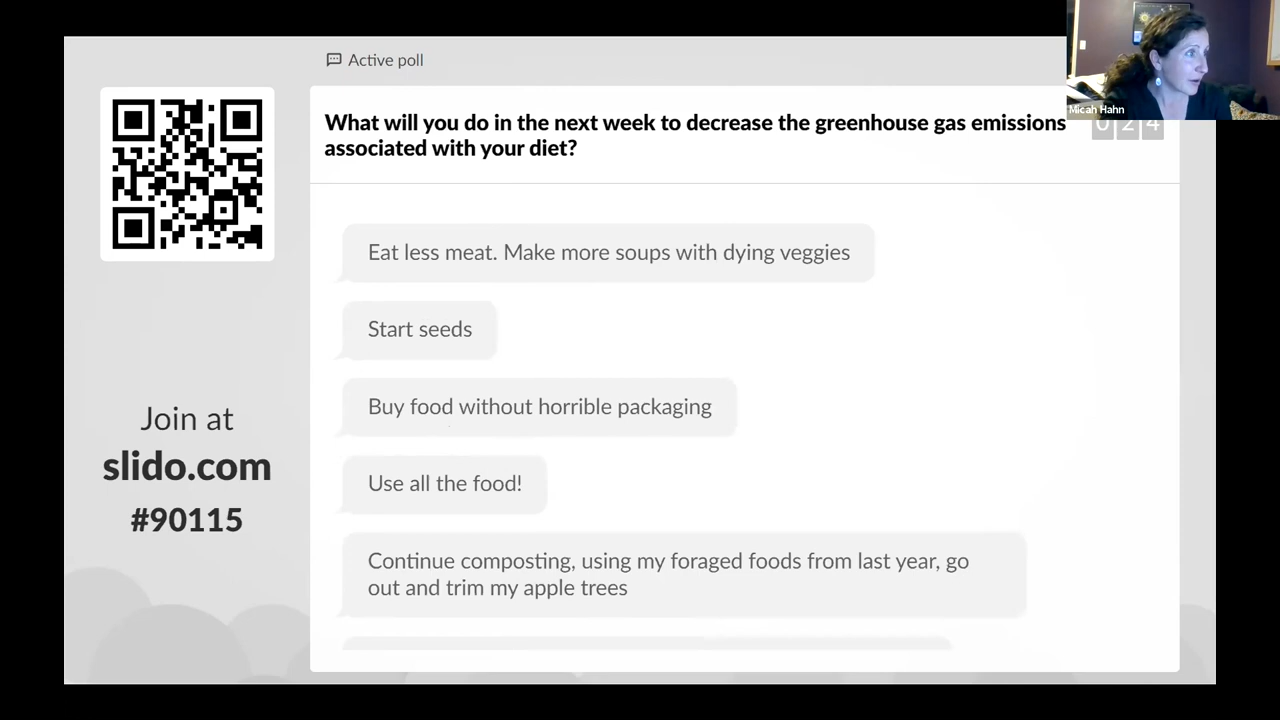 Active poll
Micah Hahn
What will you do in the next week to decrease the greenhouse gas emissions
associated with your diet?
0 2 4
Eat less meat. Make more soups with dying veggies
Start seeds
Buy food without horrible packaging
Use all the food!
Continue composting, using my foraged foods from last year, go
out and trim my apple trees
Join at
slido.com
#90115